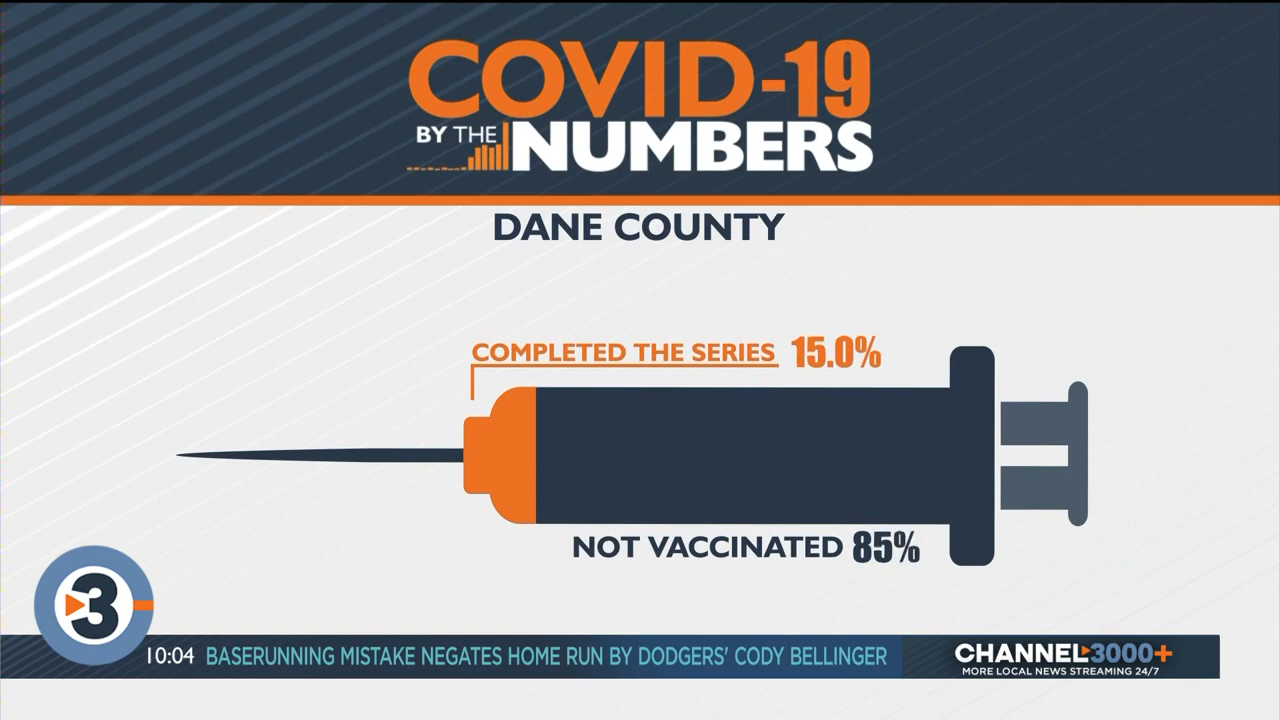 COVID-19
BY THE NUMBERS
DANE COUNTY
COMPLETED THE SERIES 15.0%
NOT VACCINATED 85%
3
10:04 BASERUNNING MISTAKE NEGATES HOME RUN BY DODGERS' CODY BELLINGER
CHANNEL3000+
MORE LOCAL NEWS STREAMING 24/7